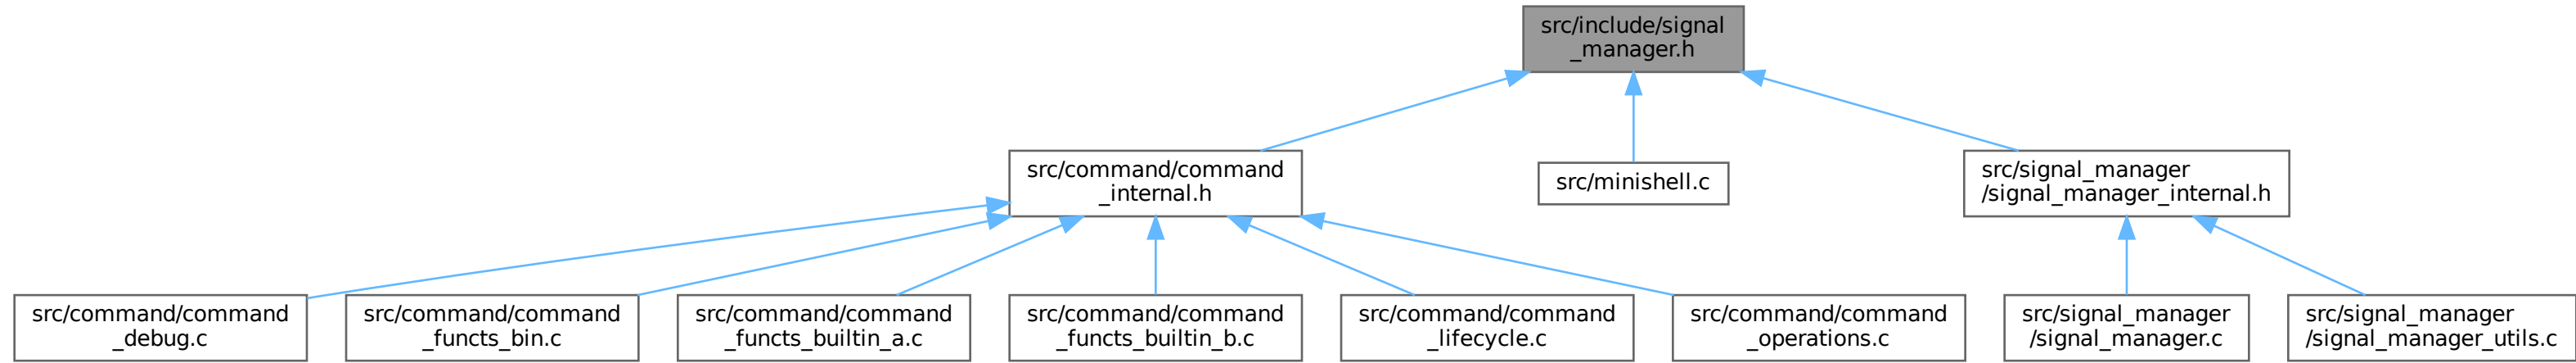 src/include/signal
_manager.h
src/command/command
_internal.h
src/minishell.c
src/signal_manager
/signal_manager_internal.h
src/command/command
_debug.c
src/command/command
_functs_bin.c
src/command/command
_functs_builtin_a.c
src/command/command
_functs_builtin_b.c
src/command/command
_lifecycle.c
src/command/command
_operations.c
src/signal_manager
/signal_manager.c
src/signal_manager
/signal_manager_utils.c